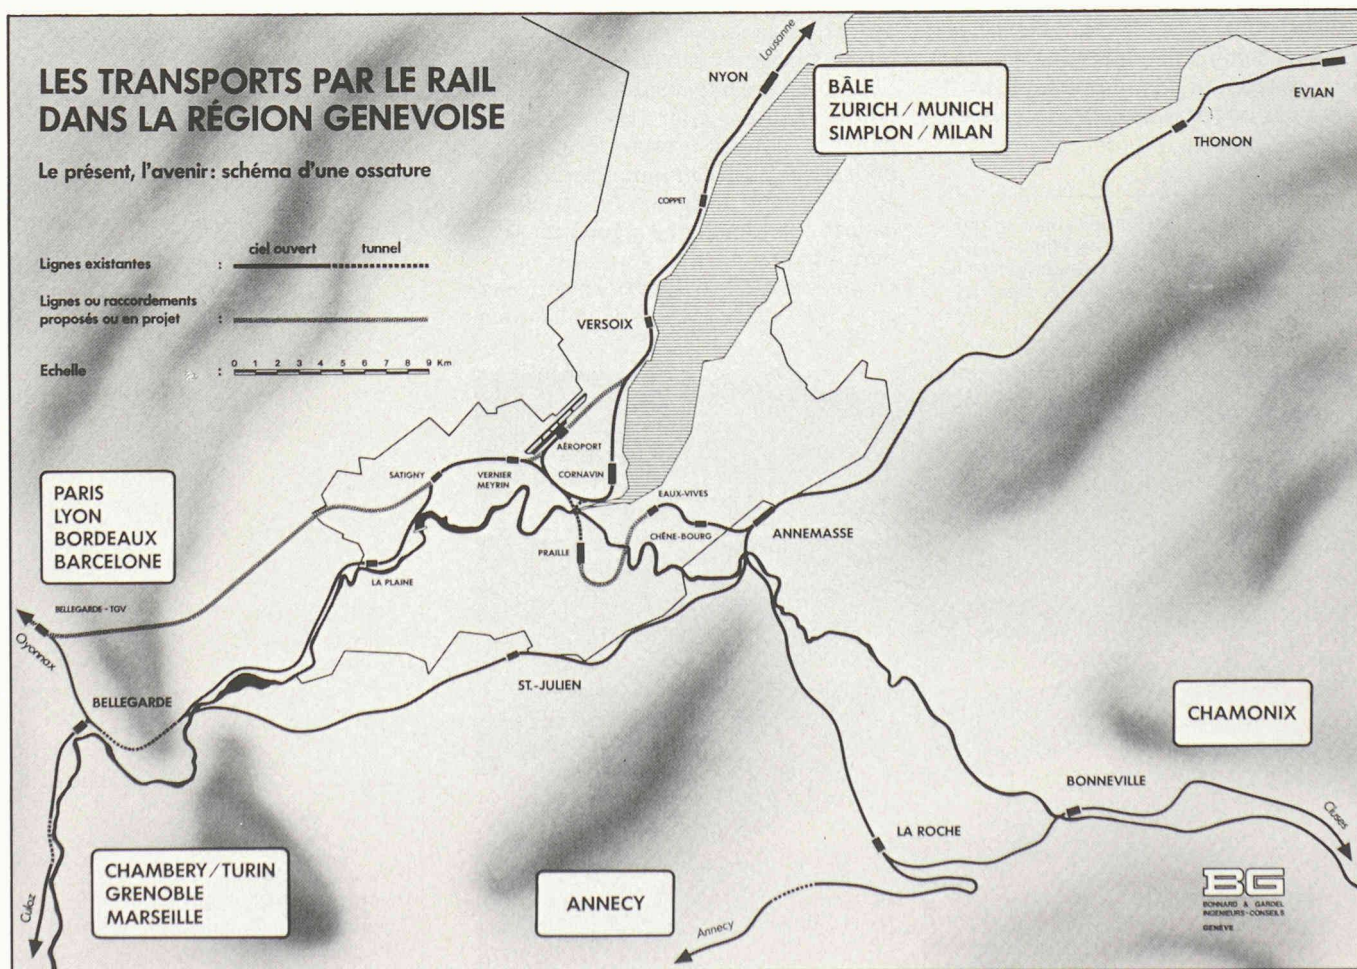 LES TRANSPORTS PAR LE RAIL
DANS LA RÉGION GENEVOISE
Le présent, l'avenir: schéma d'une ossature
ciel ouvert tunnel
Lignes existantes :
Lignes ou raccordements
proposés ou en projet :
Echelle : 0 1 2 3 4 5 6 7 8 9 Km
Lausanne
NYON
BÂLE
ZURICH / MUNICH
SIMPLON / MILAN
EVIAN
THONON
COPPET
VERSOIX
AÉROPORT
SATIGNY
VERNIER
MEYRIN
CORNAVIN
EAUX-VIVES
CHÊNE-BOURG
ANNEMASSE
PRAILLE
LA PLAINE
PARIS
LYON
BORDEAUX
BARCELONE
BELLEGARDE - TGV
Oyonnax
BELLEGARDE
ST.-JULIEN
CHAMONIX
BONNEVILLE
Cluses
LA ROCHE
CHAMBERY/TURIN
GRENOBLE
MARSEILLE
Culoz
ANNECY
Annecy
BG
BONNARD & GARDEL
INGENIEURS-CONSEILS
GENÈVE